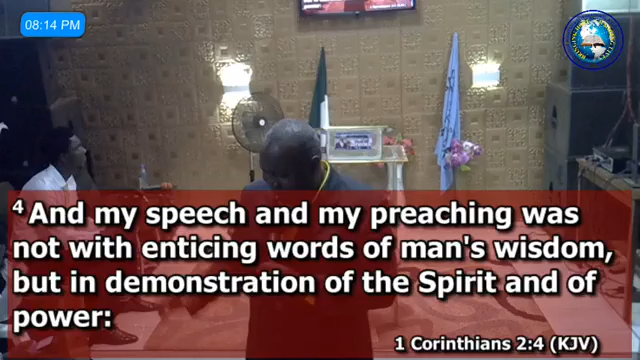 08:14 PM
4 And my speech and my preaching was
not with enticing words of man's wisdom,
but in demonstration of the Spirit and of
power:
1 Corinthians 2:4 (KJV)